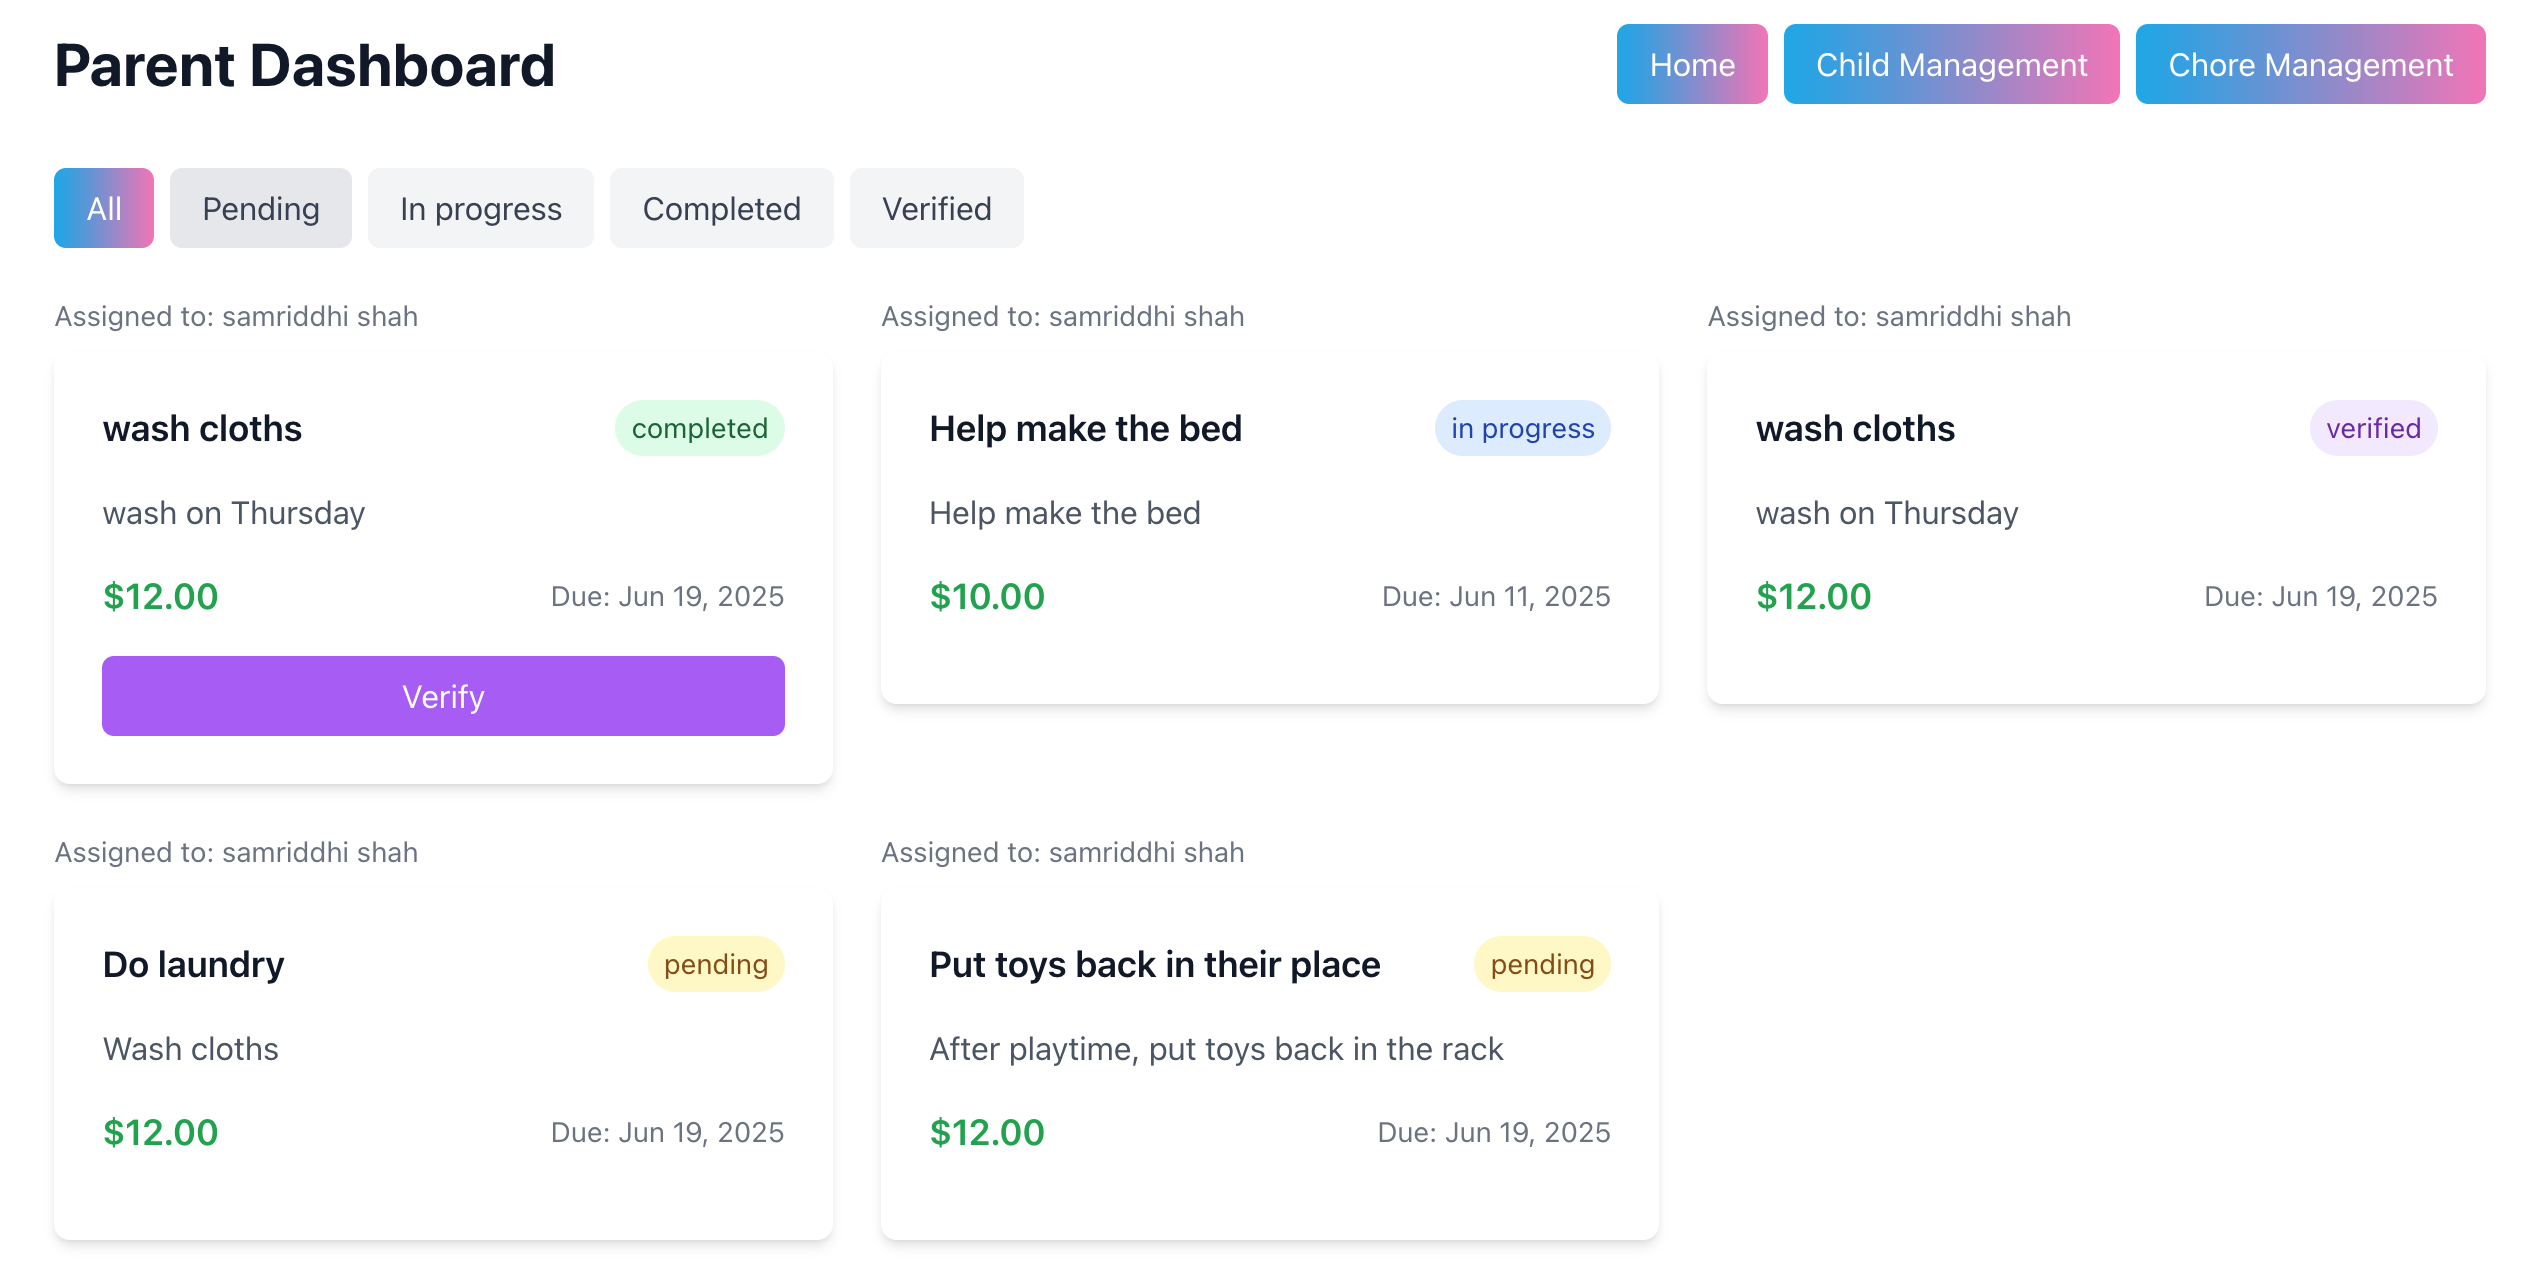 Parent Dashboard
Home
Child Management
Chore Management
All
Pending
In progress
Completed
Verified
Assigned to: samriddhi shah
wash cloths
completed
wash on Thursday
$12.00
Due: Jun 19, 2025
Verify
Assigned to: samriddhi shah
Help make the bed
in progress
Help make the bed
$10.00
Due: Jun 11, 2025
Assigned to: samriddhi shah
wash cloths
verified
wash on Thursday
$12.00
Due: Jun 19, 2025
Assigned to: samriddhi shah
Do laundry
pending
Wash cloths
$12.00
Due: Jun 19, 2025
Assigned to: samriddhi shah
Put toys back in their place
pending
After playtime, put toys back in the rack
$12.00
Due: Jun 19, 2025